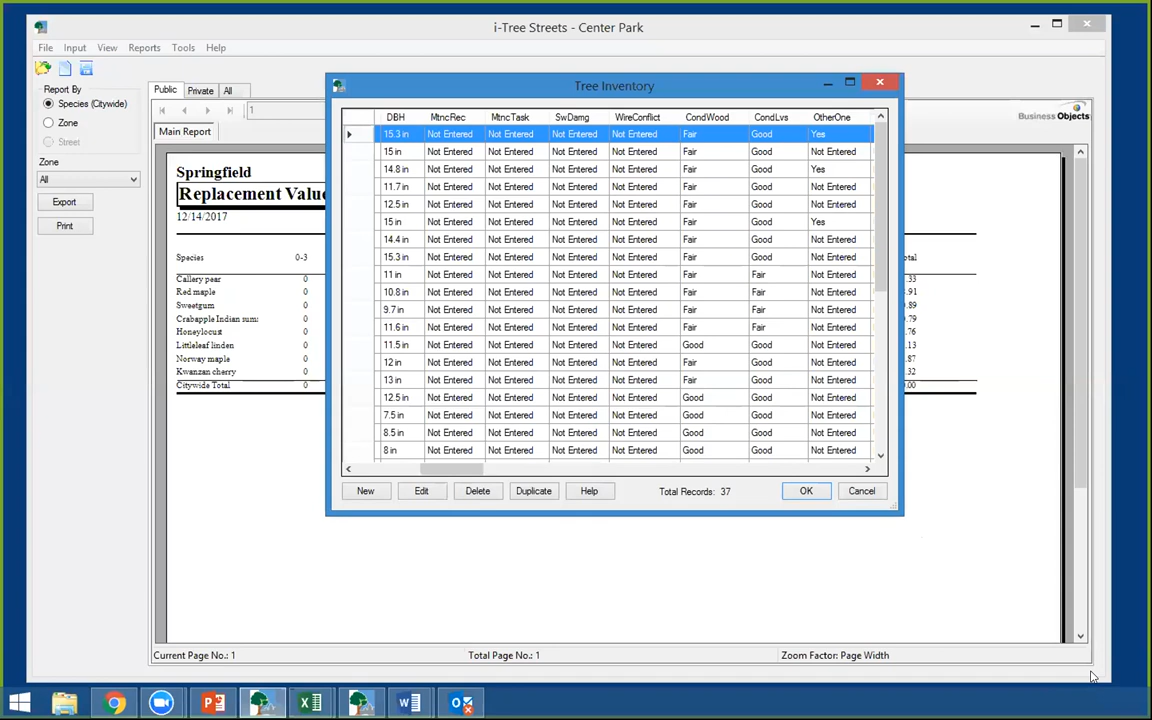 i-Tree Streets - Center Park
File Input View Reports Tools Help
Report By
Species (Citywide)
Zone
Street
Zone
All
Export
Print
Public Private All
1
Business Objects
Main Report
Springfield
Replacement Value
12/14/2017
Species 0-3 otal
Callery pear 0 .33
Red maple 0 .91
Sweetgum 0 .89
Crabapple Indian sum: 0 .79
Honeylocust 0 .76
Littleleaf linden 0 .13
Norway maple 0 .87
Kwanzan cherry 0 .32
Citywide Total 0 .00
Tree Inventory
DBH MtncRec MtncTask SwDamg WireConflict CondWood CondLvs OtherOne
15.3 in Not Entered Not Entered Not Entered Not Entered Fair Good Yes
15 in Not Entered Not Entered Not Entered Not Entered Fair Good Not Entered
14.8 in Not Entered Not Entered Not Entered Not Entered Fair Good Yes
11.7 in Not Entered Not Entered Not Entered Not Entered Fair Good Not Entered
12.5 in Not Entered Not Entered Not Entered Not Entered Fair Good Not Entered
15 in Not Entered Not Entered Not Entered Not Entered Fair Good Yes
14.4 in Not Entered Not Entered Not Entered Not Entered Fair Good Not Entered
15.3 in Not Entered Not Entered Not Entered Not Entered Fair Good Not Entered
11 in Not Entered Not Entered Not Entered Not Entered Fair Fair Not Entered
10.8 in Not Entered Not Entered Not Entered Not Entered Fair Fair Not Entered
9.7 in Not Entered Not Entered Not Entered Not Entered Fair Fair Not Entered
11.6 in Not Entered Not Entered Not Entered Not Entered Fair Fair Not Entered
11.5 in Not Entered Not Entered Not Entered Not Entered Good Good Not Entered
12 in Not Entered Not Entered Not Entered Not Entered Fair Good Not Entered
13 in Not Entered Not Entered Not Entered Not Entered Fair Good Not Entered
12.5 in Not Entered Not Entered Not Entered Not Entered Good Good Not Entered
7.5 in Not Entered Not Entered Not Entered Not Entered Good Good Not Entered
8.5 in Not Entered Not Entered Not Entered Not Entered Good Good Not Entered
8 in Not Entered Not Entered Not Entered Not Entered Good Good Not Entered
New Edit Delete Duplicate Help Total Records: 37 OK Cancel
Current Page No.: 1 Total Page No.: 1 Zoom Factor: Page Width